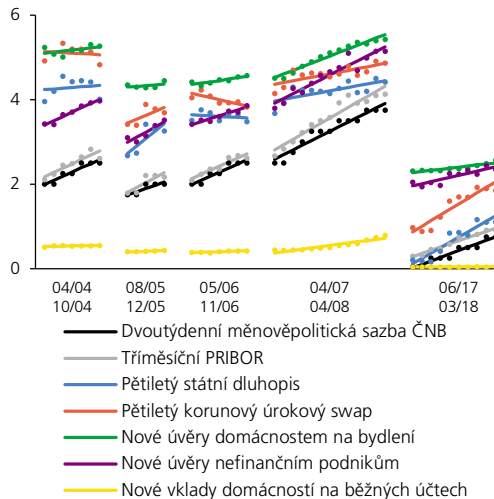 6
4
2
0
04/04 08/05 05/06 04/07 06/17
10/04 12/05 11/06 04/08 03/18
Dvoutýdenní měnověpolitická sazba ČNB
Tříměsíční PRIBOR
Pětiletý státní dluhopis
Pětiletý korunový úrokový swap
Nové úvěry domácnostem na bydlení
Nové úvěry nefinančním podnikům
Nové vklady domácností na běžných účtech